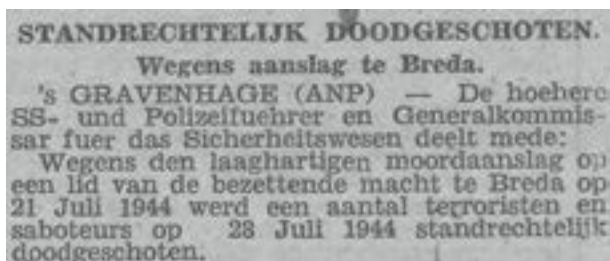 STANDRECHTELIJK DOODGESCHOTEN.
Wegens aanslag te Breda.
's GRAVENHAGE (ANP) — De hoehere
SS- und Polizeifuehrer en Generalkommis-
sar fuer das Sicherheitswesen deelt mede:
Wegens den laaghartigen moordaanslag op
een lid van de bezettende macht te Breda op
21 Juli 1944 werd een aantal terroristen en
saboteurs op 23 Juli 1944 standrechtelijk
doodgeschoten.